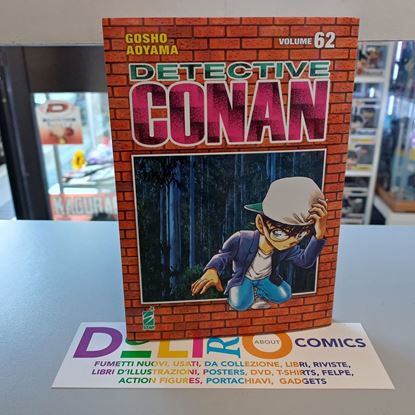 GOSHO
AOYAMA
VOLUME 62
DETECTIVE
CONAN
KAGURA
ABOUT
COMICS
FUMETTI NUOVI, USATI, DA COLLEZIONE, LIBRI, RIVISTE,
LIBRI D'ILLUSTRAZIONI, POSTERS, DVD, T-SHIRTS, FELPE,
ACTION FIGURES, PORTACHIAVI, GADGETS